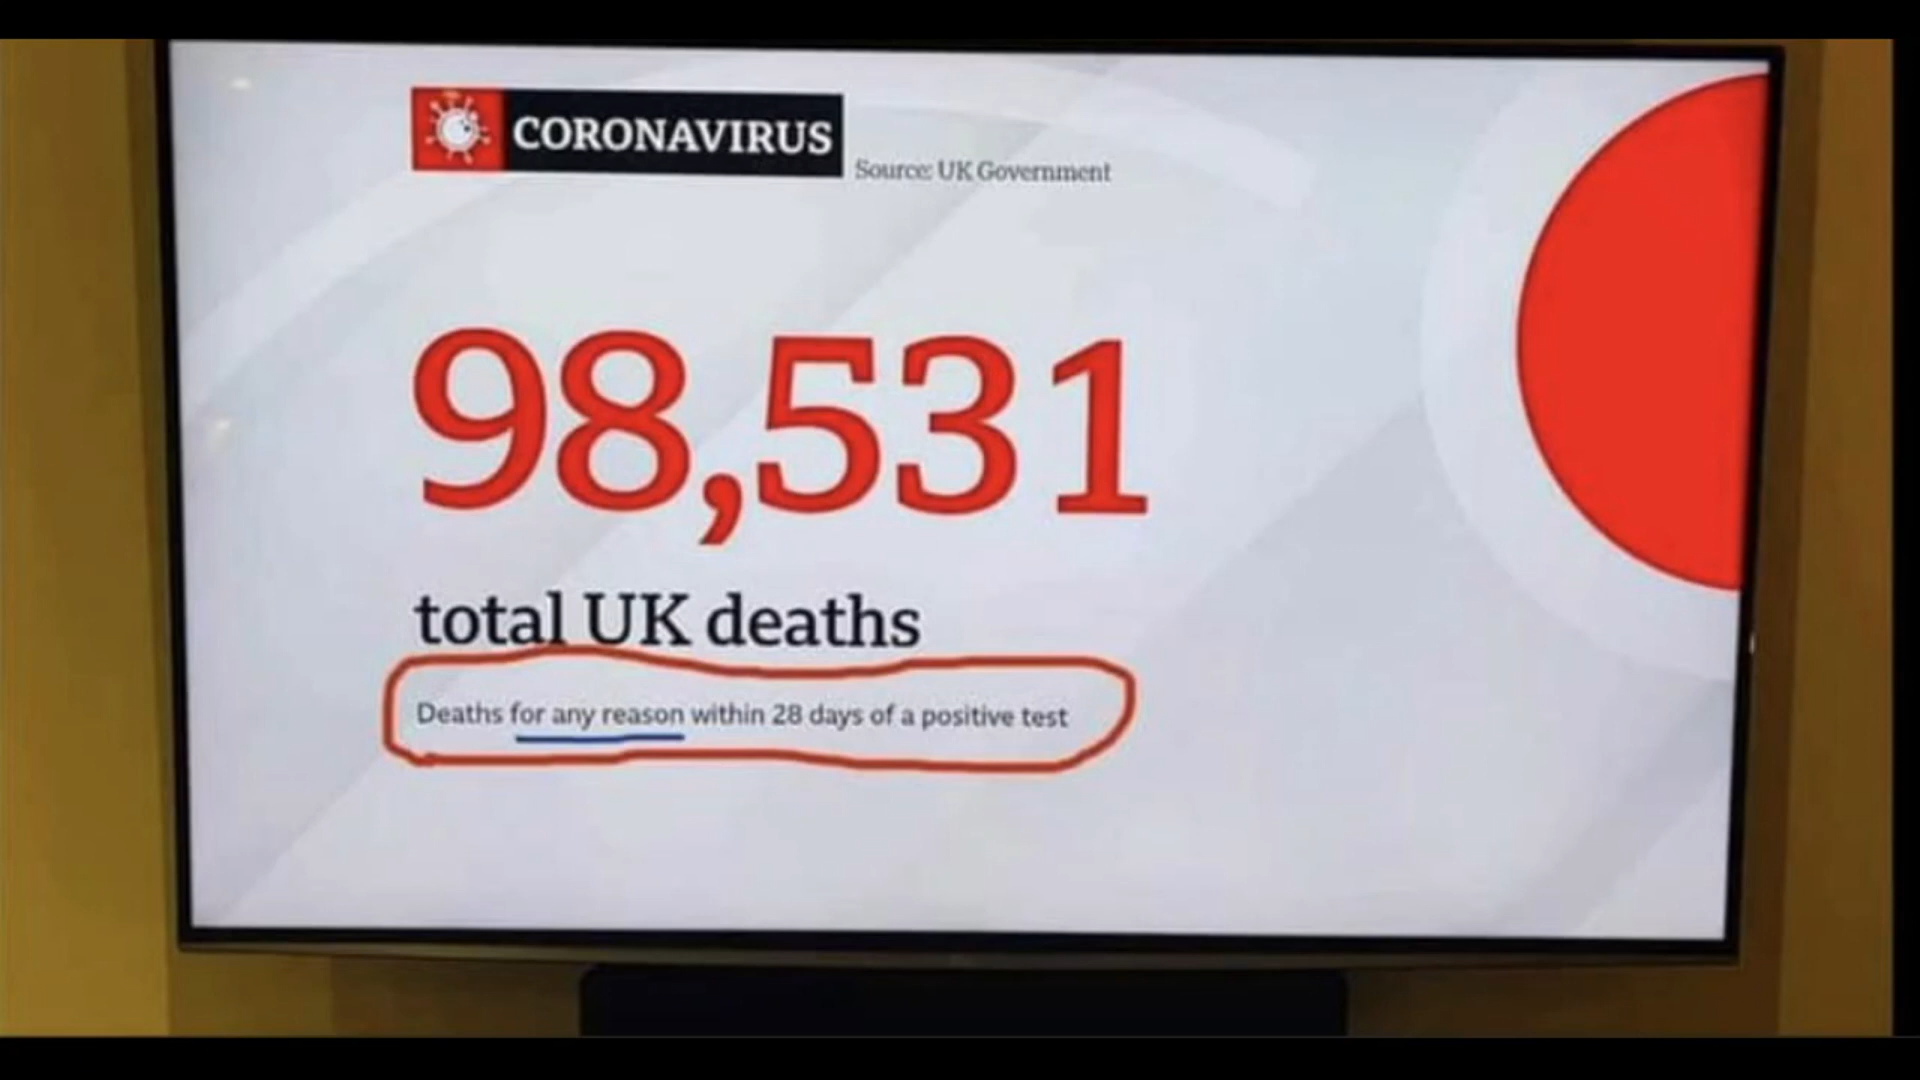 CORONAVIRUS
Source: UK Government
98,531
total UK deaths
Deaths for any reason within 28 days of a positive test